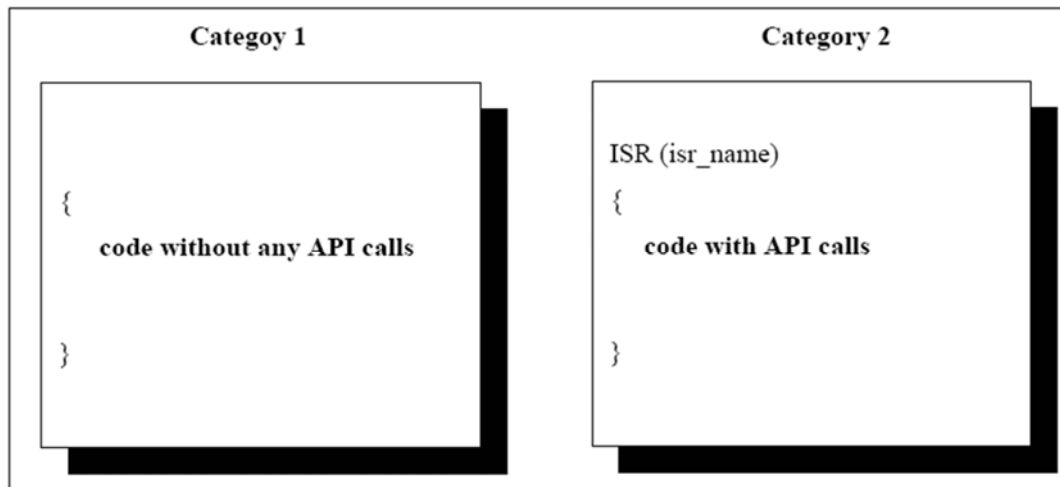 Categoy 1
{
code without any API calls
}
Category 2
ISR (isr_name)
{
code with API calls
}